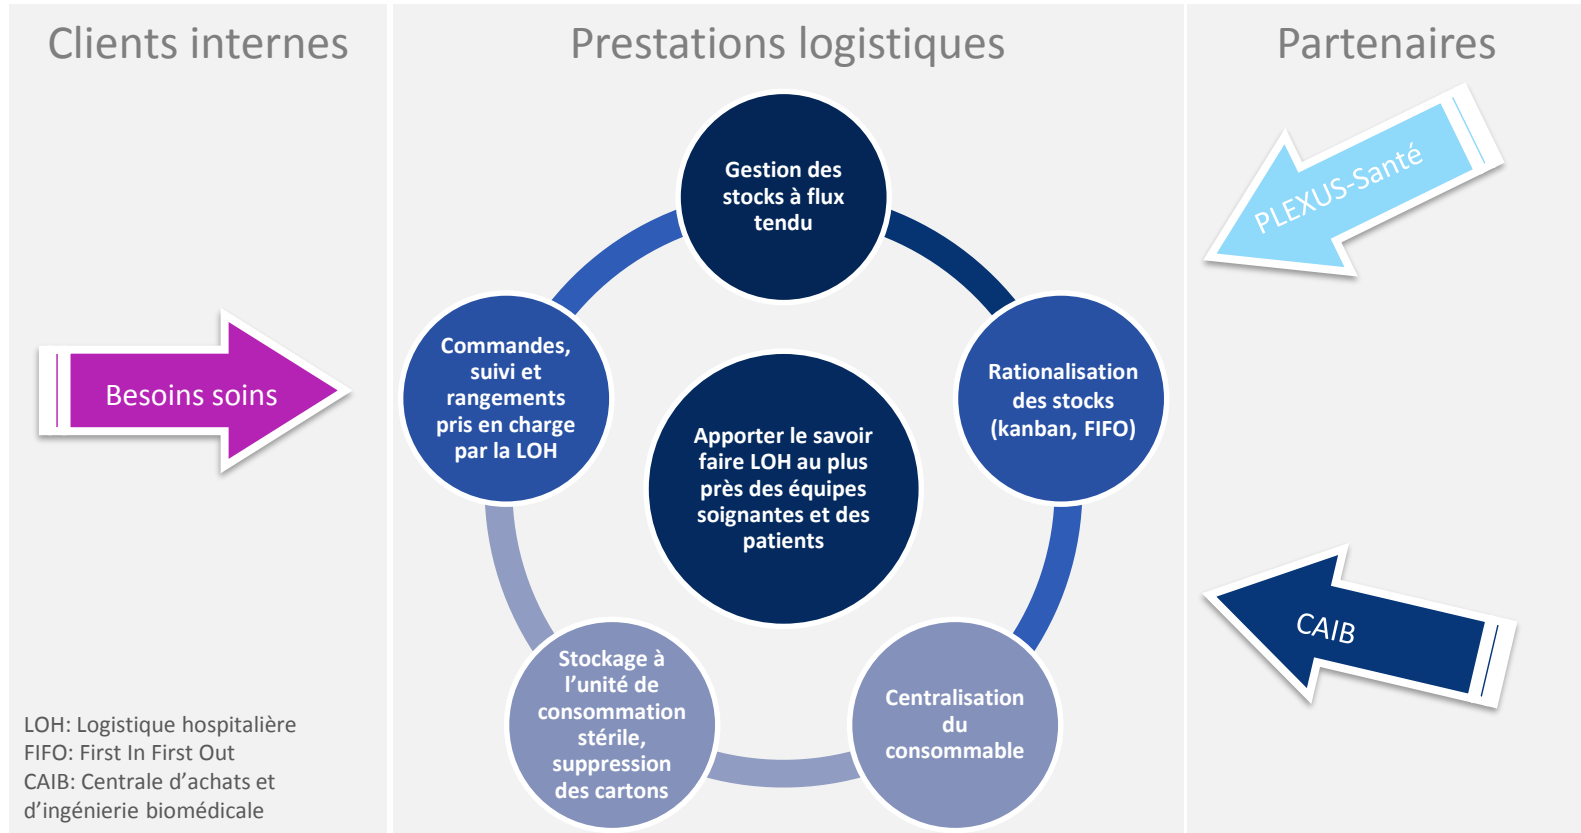 Clients internes
Prestations logistiques
Partenaires
Gestion des
stocks à flux
tendu
PLEXUS-Santé
Commandes,
suivi et
rangements
pris en charge
par la LOH
Rationalisation
des stocks
(kanban, FIFO)
Besoins soins
Apporter le savoir
faire LOH au plus
près des équipes
soignantes et des
patients
CAIB
Stockage à
l’unité de
consommation
stérile,
suppression
des cartons
Centralisation
du
consommable
LOH: Logistique hospitalière
FIFO: First In First Out
CAIB: Centrale d’achats et
d’ingénierie biomédicale